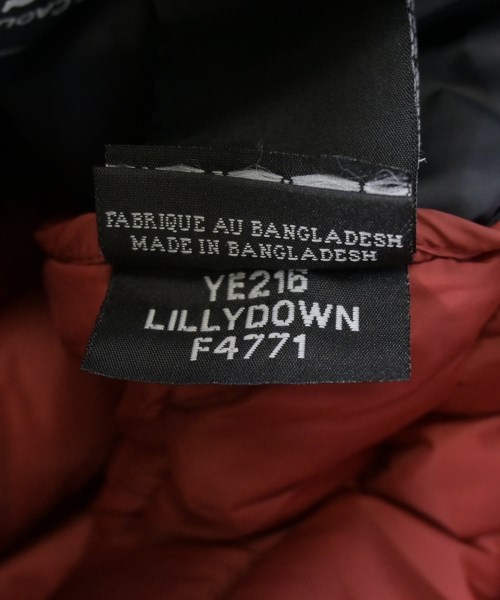 FABRIQUE AU BANGLADESH
MADE IN BANGLADESH
YE216
LILLYDOWN
F4771